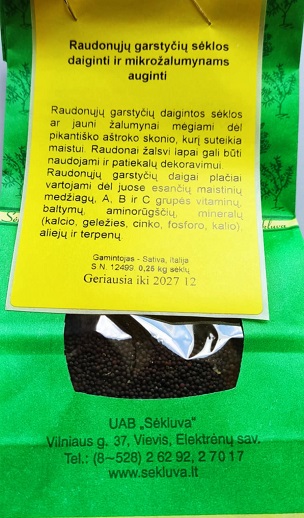 Raudonųjų garstyčių sėklos
daiginti ir mikrožalumynams
auginti
Raudonųjų garstyčių daigintos sėklos
ar jauni žalumynai mėgiami dėl
pikantiško aštroko skonio, kurį suteikia
maistui. Raudonai žalsvi lapai gali būti
naudojami ir patiekalų dekoravimui.
Raudonųjų garstyčių daigai plačiai
vartojami dėl juose esančių maistinių
medžiagų, A, B ir C grupės vitaminų,
baltymų, aminorūgščių, mineralų
(kalcio, geležies, cinko, fosforo, kalio),
aliejų ir terpenų.
Gamintojas - Sativa, Italija
S.N. 12499. 0,25 kg sėklų
Geriausia iki 2027 12
UAB „Sėkluva"
Vilniaus g. 37, Vievis, Elektrėnų sav.
Tel.: (8~528) 2 62 92, 2 70 17
www.sekluva.lt